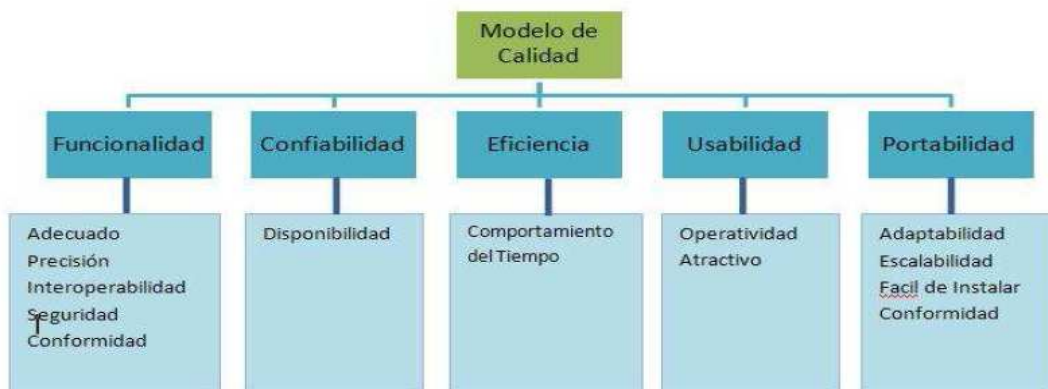 Modelo de
Calidad
Funcionalidad
Confiabilidad
Eficiencia
Usabilidad
Portabilidad
Adecuado
Precisión
Interoperabilidad
Seguridad
Conformidad
Disponibilidad
Comportamiento
del Tiempo
Operatividad
Atractivo
Adaptabilidad
Escalabilidad
Facil de Instalar
Conformidad